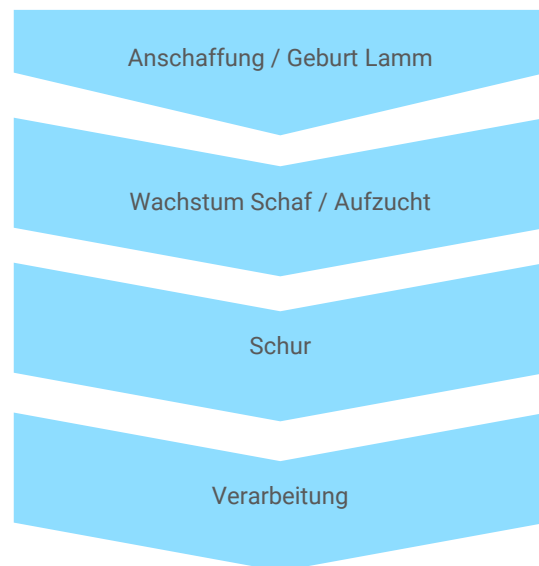 Anschaffung / Geburt Lamm
Wachstum Schaf / Aufzucht
Schur
Verarbeitung